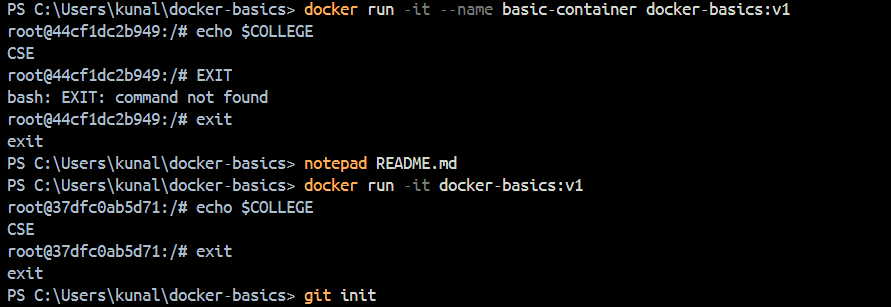 PS C:\Users\kunal\docker-basics> docker run -it --name basic-container docker-basics:v1
root@44cf1dc2b949:/# echo $COLLEGE
CSE
root@44cf1dc2b949:/# EXIT
bash: EXIT: command not found
root@44cf1dc2b949:/# exit
exit
PS C:\Users\kunal\docker-basics> notepad README.md
PS C:\Users\kunal\docker-basics> docker run -it docker-basics:v1
root@37dfc0ab5d71:/# echo $COLLEGE
CSE
root@37dfc0ab5d71:/# exit
exit
PS C:\Users\kunal\docker-basics> git init